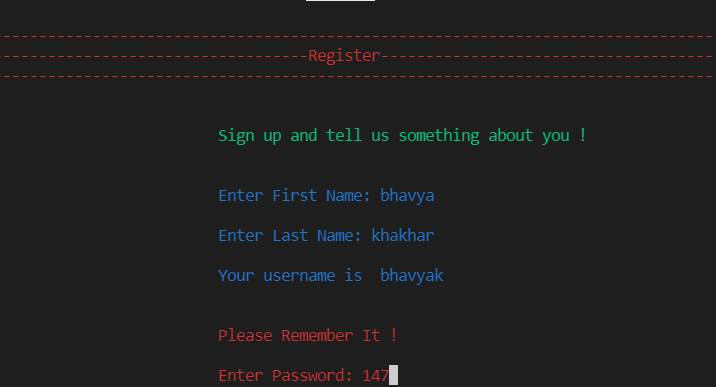 --------------------------------------------------------------------------------
----------------------------------Register-------------------------------------
--------------------------------------------------------------------------------
Sign up and tell us something about you !
Enter First Name: bhavya
Enter Last Name: khakhar
Your username is  bhavyak
Please Remember It !
Enter Password: 147